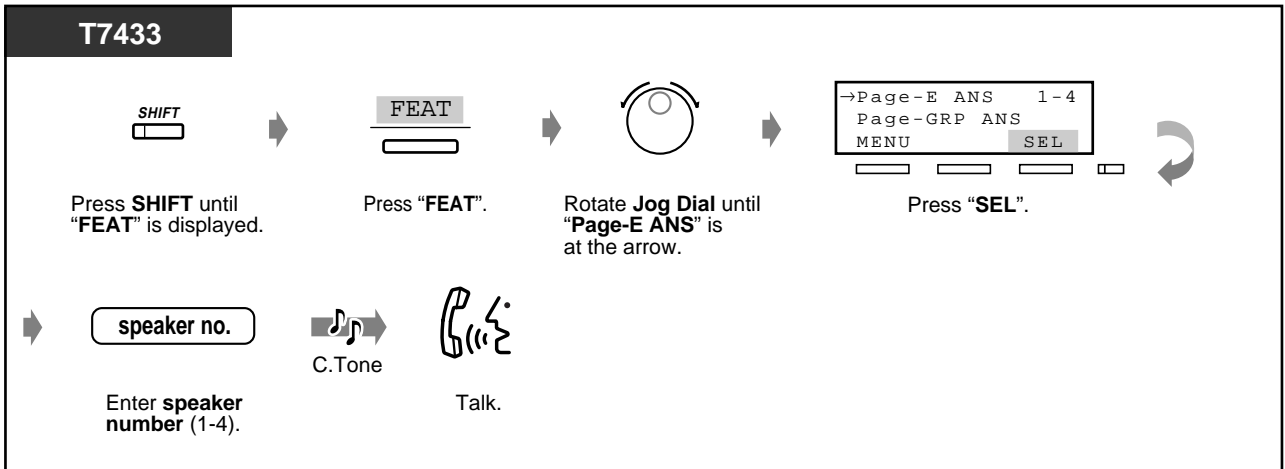 T7433
SHIFT
FEAT
→Page-E ANS 1-4
Page-GRP ANS
MENU SEL
Press SHIFT until
“FEAT” is displayed.
Press “FEAT”.
Rotate Jog Dial until
“Page-E ANS” is
at the arrow.
Press “SEL”.
speaker no.
C.Tone
Enter speaker
number (1-4).
Talk.